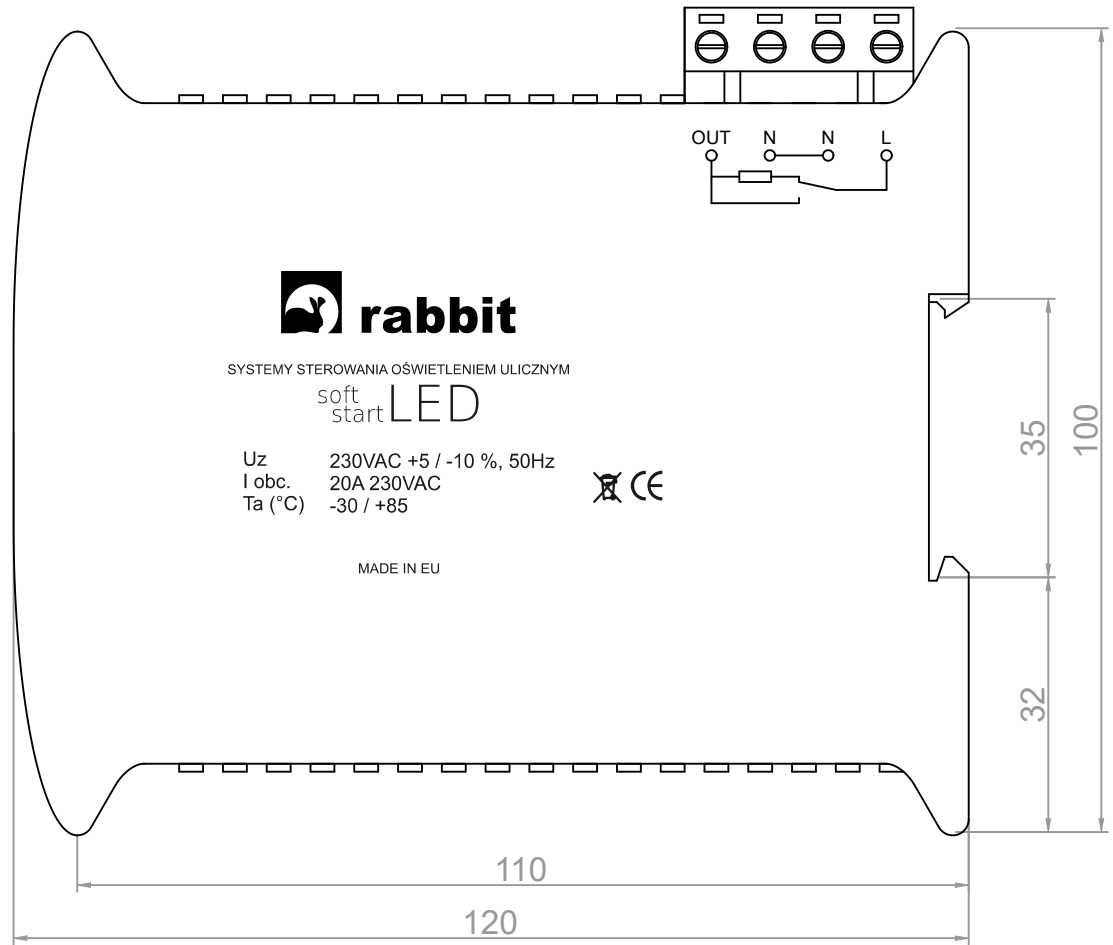 OUT N N L
rabbit
SYSTEMY STEROWANIA OŚWIETLENIEM ULICZNYM
soft
start LED
Uz 230VAC +5 / -10 %, 50Hz
I obc. 20A 230VAC
Ta (°C) -30 / +85
CE
MADE IN EU
35
100
32
110
120